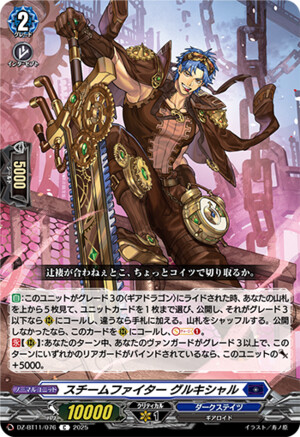 グレード
2
インターセプト
シールド
5000
辻褄が合わねぇとこ、ちょっとコイツで切り取るか。
自:このユニットがグレード3の〈ギアドラゴン〉にライドされた時、あなたの山札
を上から5枚見て、ユニットカードを1枚まで選び、公開し、それがグレード3
以下ならRにコールし、違うなら手札に加える。山札をシャッフルする。公開
しなかったなら、このカードをRにコールし、
永【R】:あなたのターン中、あなたのヴァンガードがグレード3以上で、この
ターン中にいずれかのリアガードがバインドされているなら、このユニットの
+5000。
ノーマルユニット
スチームファイター グルキシャル
パワー
10000
クリティカル
1
ダークステイツ
ギアロイド
DZ-BT11/076 C 2025